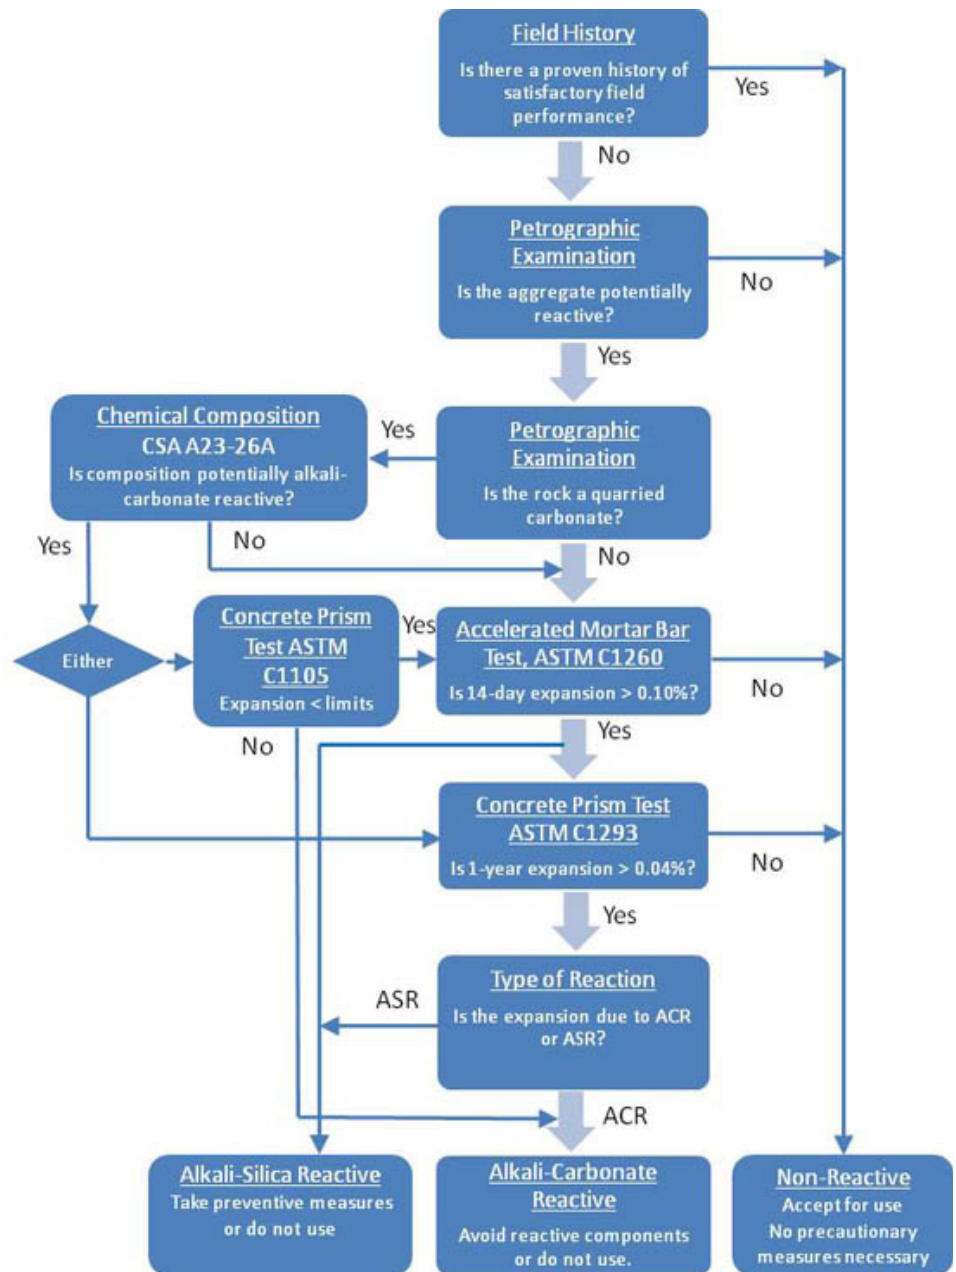 Field History
Is there a proven history of
satisfactory field
performance?
Yes
No
Petrographic
Examination
Is the aggregate potentially
reactive?
No
Yes
Chemical Composition
CSA A23-26A
Is composition potentially alkali-
carbonate reactive?
Yes
Petrographic
Examination
Is the rock a quarried
carbonate?
Yes
No
No
Either
Concrete Prism
Test ASTM
C1105
Expansion < limits
Yes
No
Accelerated Mortar Bar
Test, ASTM C1260
Is 14-day expansion > 0.10%?
No
Yes
Concrete Prism Test
ASTM C1293
Is 1-year expansion > 0.04%?
No
Yes
Type of Reaction
Is the expansion due to ACR
or ASR?
ASR
ACR
Alkali-Silica Reactive
Take preventive measures
or do not use
Alkali-Carbonate
Reactive
Avoid reactive components
or do not use.
Non-Reactive
Accept for use
No precautionary
measures necessary